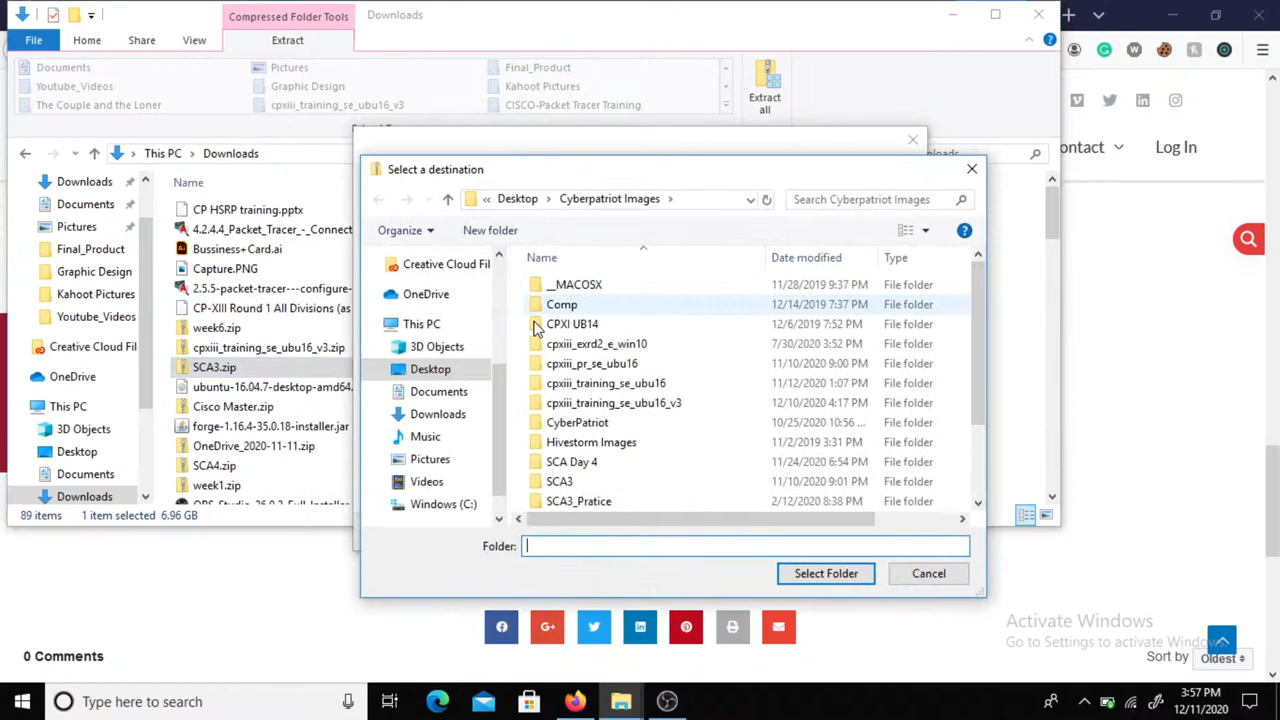 Compressed Folder Tools
Downloads
File
Home
Share
View
Extract
Documents
Pictures
Final_Product
Youtube_Videos
Graphic Design
Kahoot Pictures
The Couple and the Loner
cpxiii_training_se_ubu16_v3
CISCO-Packet Tracer Training
Extract
all
This PC
Downloads
Downloads
Documents
Pictures
Final_Product
Graphic Design
Kahoot Pictures
Youtube_Videos
Creative Cloud Fil
OneDrive
This PC
3D Objects
Desktop
Documents
Downloads
Name
CP HSRP training.pptx
4.2.4.4_Packet_Tracer_-_Connect
Bussiness+Card.ai
Capture.PNG
2.5.5-packet-tracer---configure-
CP-XIII Round 1 All Divisions (ar
week6.zip
cpxiii_training_se_ubu16_v3.zip
SCA3.zip
ubuntu-16.04.7-desktop-amd64.
Cisco Master.zip
forge-1.16.4-35.0.18-installer.jar
OneDrive_2020-11-11.zip
SCA4.zip
week1.zip
89 items
1 item selected 6.96 GB
Select a destination
« Desktop > Cyberpatriot Images >
Search Cyberpatriot Images
Organize
New folder
Creative Cloud Fil
OneDrive
This PC
3D Objects
Desktop
Documents
Downloads
Music
Pictures
Videos
Windows (C:)
Name
Date modified
Type
__MACOSX 11/28/2019 9:37 PM File folder
Comp 12/14/2019 7:37 PM File folder
CPXI UB14 12/6/2019 7:52 PM File folder
cpxiii_exrd2_e_win10 7/30/2020 3:52 PM File folder
cpxiii_pr_se_ubu16 11/10/2020 9:00 PM File folder
cpxiii_training_se_ubu16 11/12/2020 1:07 PM File folder
cpxiii_training_se_ubu16_v3 12/10/2020 4:17 PM File folder
CyberPatriot 10/25/2020 10:56 ... File folder
Hivestorm Images 11/2/2019 3:31 PM File folder
SCA Day 4 11/24/2020 6:54 PM File folder
SCA3 11/10/2020 9:01 PM File folder
SCA3_Pratice 2/12/2020 8:38 PM File folder
Folder:
Select Folder
Cancel
ontact
Log In
Activate Windows
Go to Settings to activate Windows.
0 Comments
Sort by
Oldest
Type here to search
3:57 PM
12/11/2020